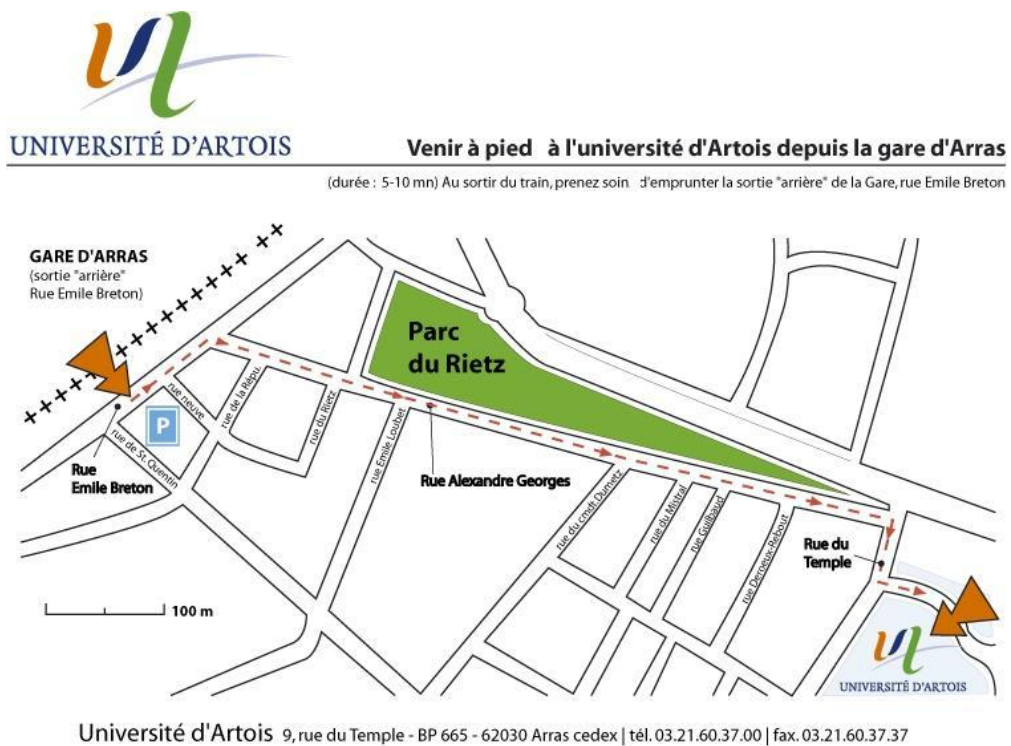 UNIVERSITÉ D'ARTOIS
Venir à pied à l'université d'Artois depuis la gare d'Arras
(durée : 5-10 mn) Au sortir du train, prenez soin d'emprunter la sortie "arrière" de la Gare, rue Emile Breton
GARE D'ARRAS
(sortie "arrière"
Rue Emile Breton)
Parc
du Rietz
rue neuve
rue de la Répu.
rue du Rietz
P
rue Emile Loubet
rue de St. Quentin
Rue
Emile Breton
Rue Alexandre Georges
rue du cmdt Dumetz
rue du Mistral
rue Guilbaud
rue Deroeux-Rebout
Rue du
Temple
100 m
UNIVERSITÉ D'ARTOIS
Université d'Artois 9, rue du Temple - BP 665 - 62030 Arras cedex | tél. 03.21.60.37.00 | fax. 03.21.60.37.37